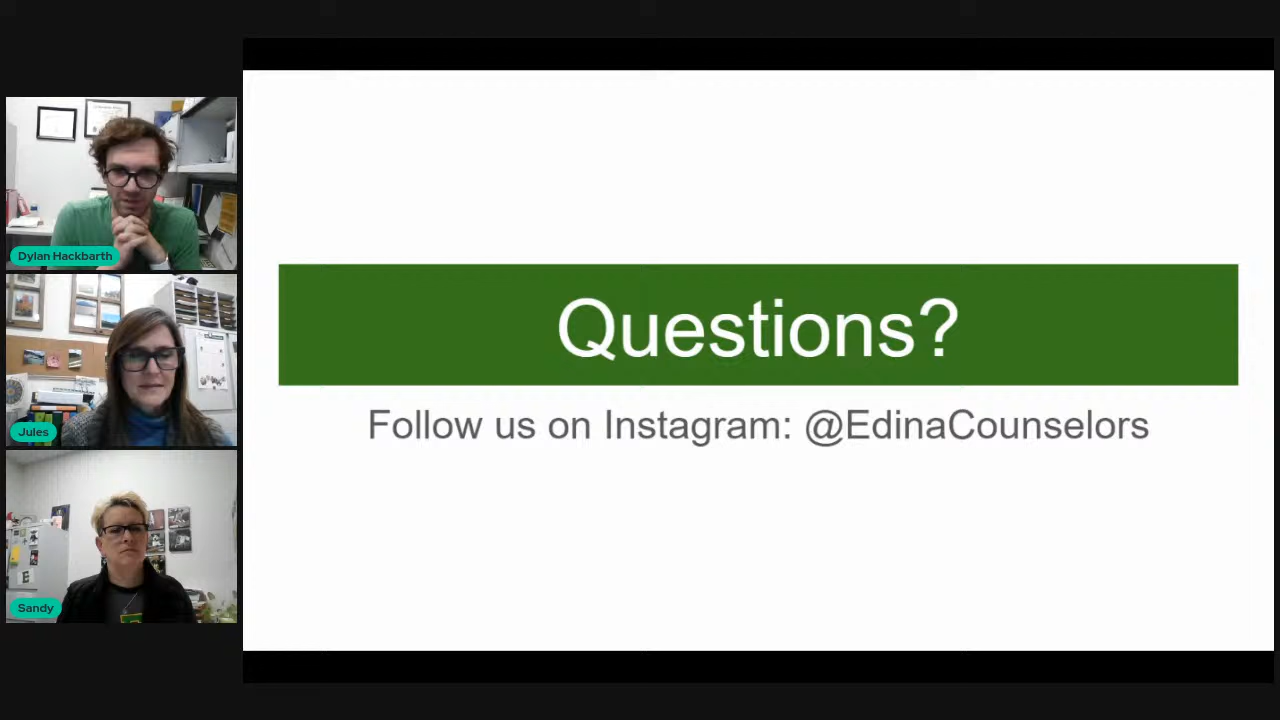 Dylan Hackbarth
Jules
Sandy
Questions?
Follow us on Instagram: @EdinaCounselors